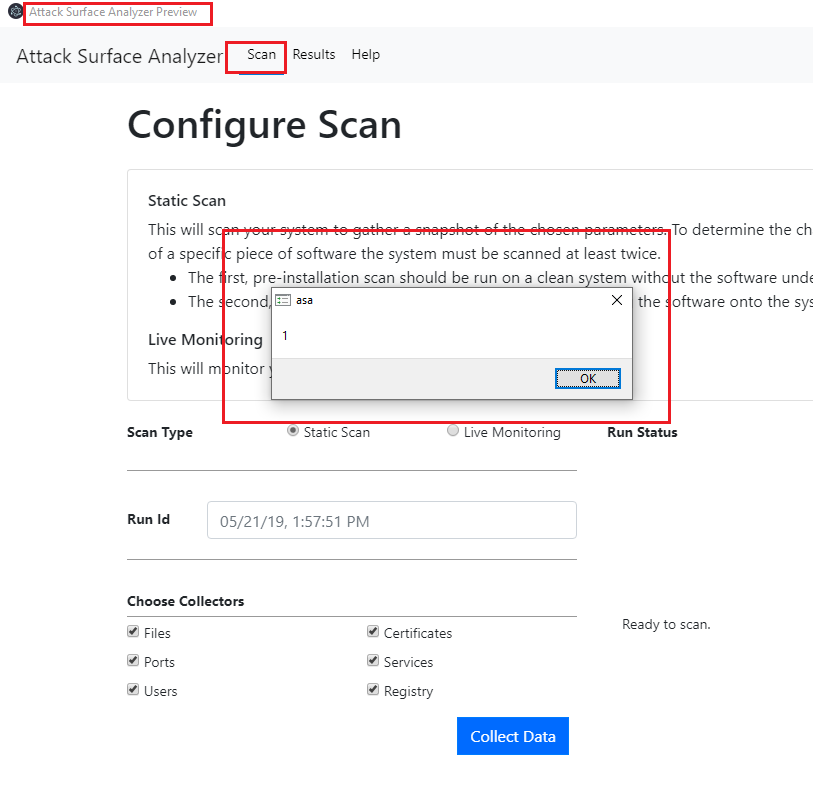 Attack Surface Analyzer Preview
Attack Surface Analyzer Scan Results Help
Configure Scan
Static Scan
This will scan your system to gather a snapshot of the chosen parameters. To determine the ch
of a specific piece of software the system must be scanned at least twice.
The first, pre-installation scan should be run on a clean system without the software unde
The second, the software onto the sys
asa
1
OK
Live Monitoring
This will monitor
Scan Type Static Scan Live Monitoring Run Status
Run Id 05/21/19, 1:57:51 PM
Choose Collectors
Files Certificates
Ready to scan.
Ports Services
Users Registry
Collect Data